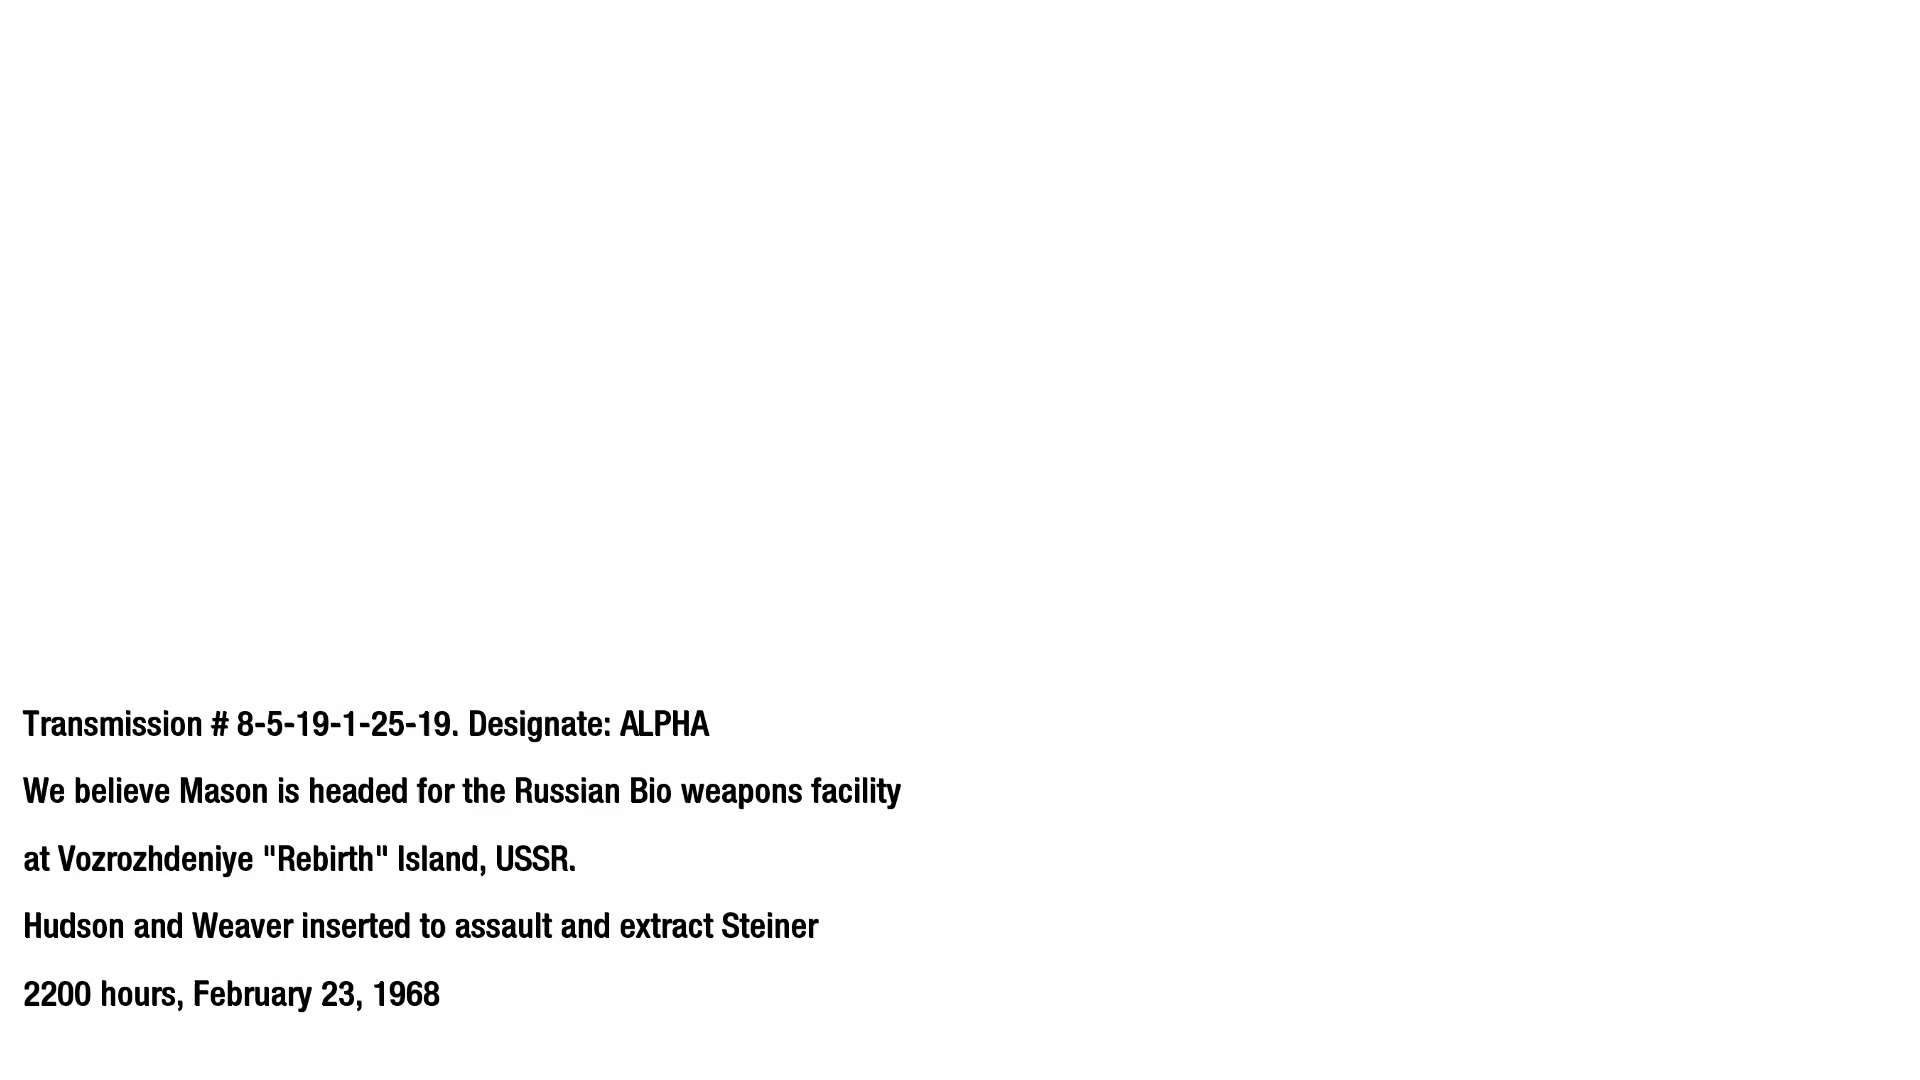 Transmission # 8-5-19-1-25-19. Designate: ALPHA
We believe Mason is headed for the Russian Bio weapons facility
at Vozrozhdeniye "Rebirth" Island, USSR.
Hudson and Weaver inserted to assault and extract Steiner
2200 hours, February 23, 1968